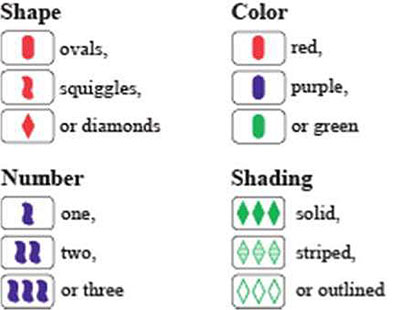 Shape
ovals,
squiggles,
or diamonds
Color
red,
purple,
or green
Number
one,
two,
or three
Shading
solid,
striped,
or outlined